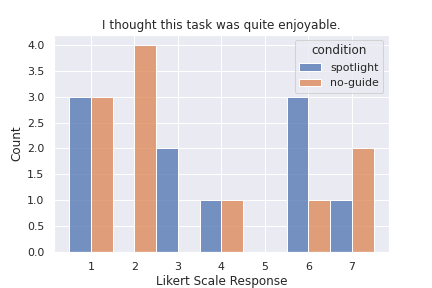 I thought this task was quite enjoyable.
condition
spotlight
no-guide
4.0
3.5
3.0
2.5
2.0
1.5
1.0
0.5
0.0
Count
1 2 3 4 5 6 7
Likert Scale Response